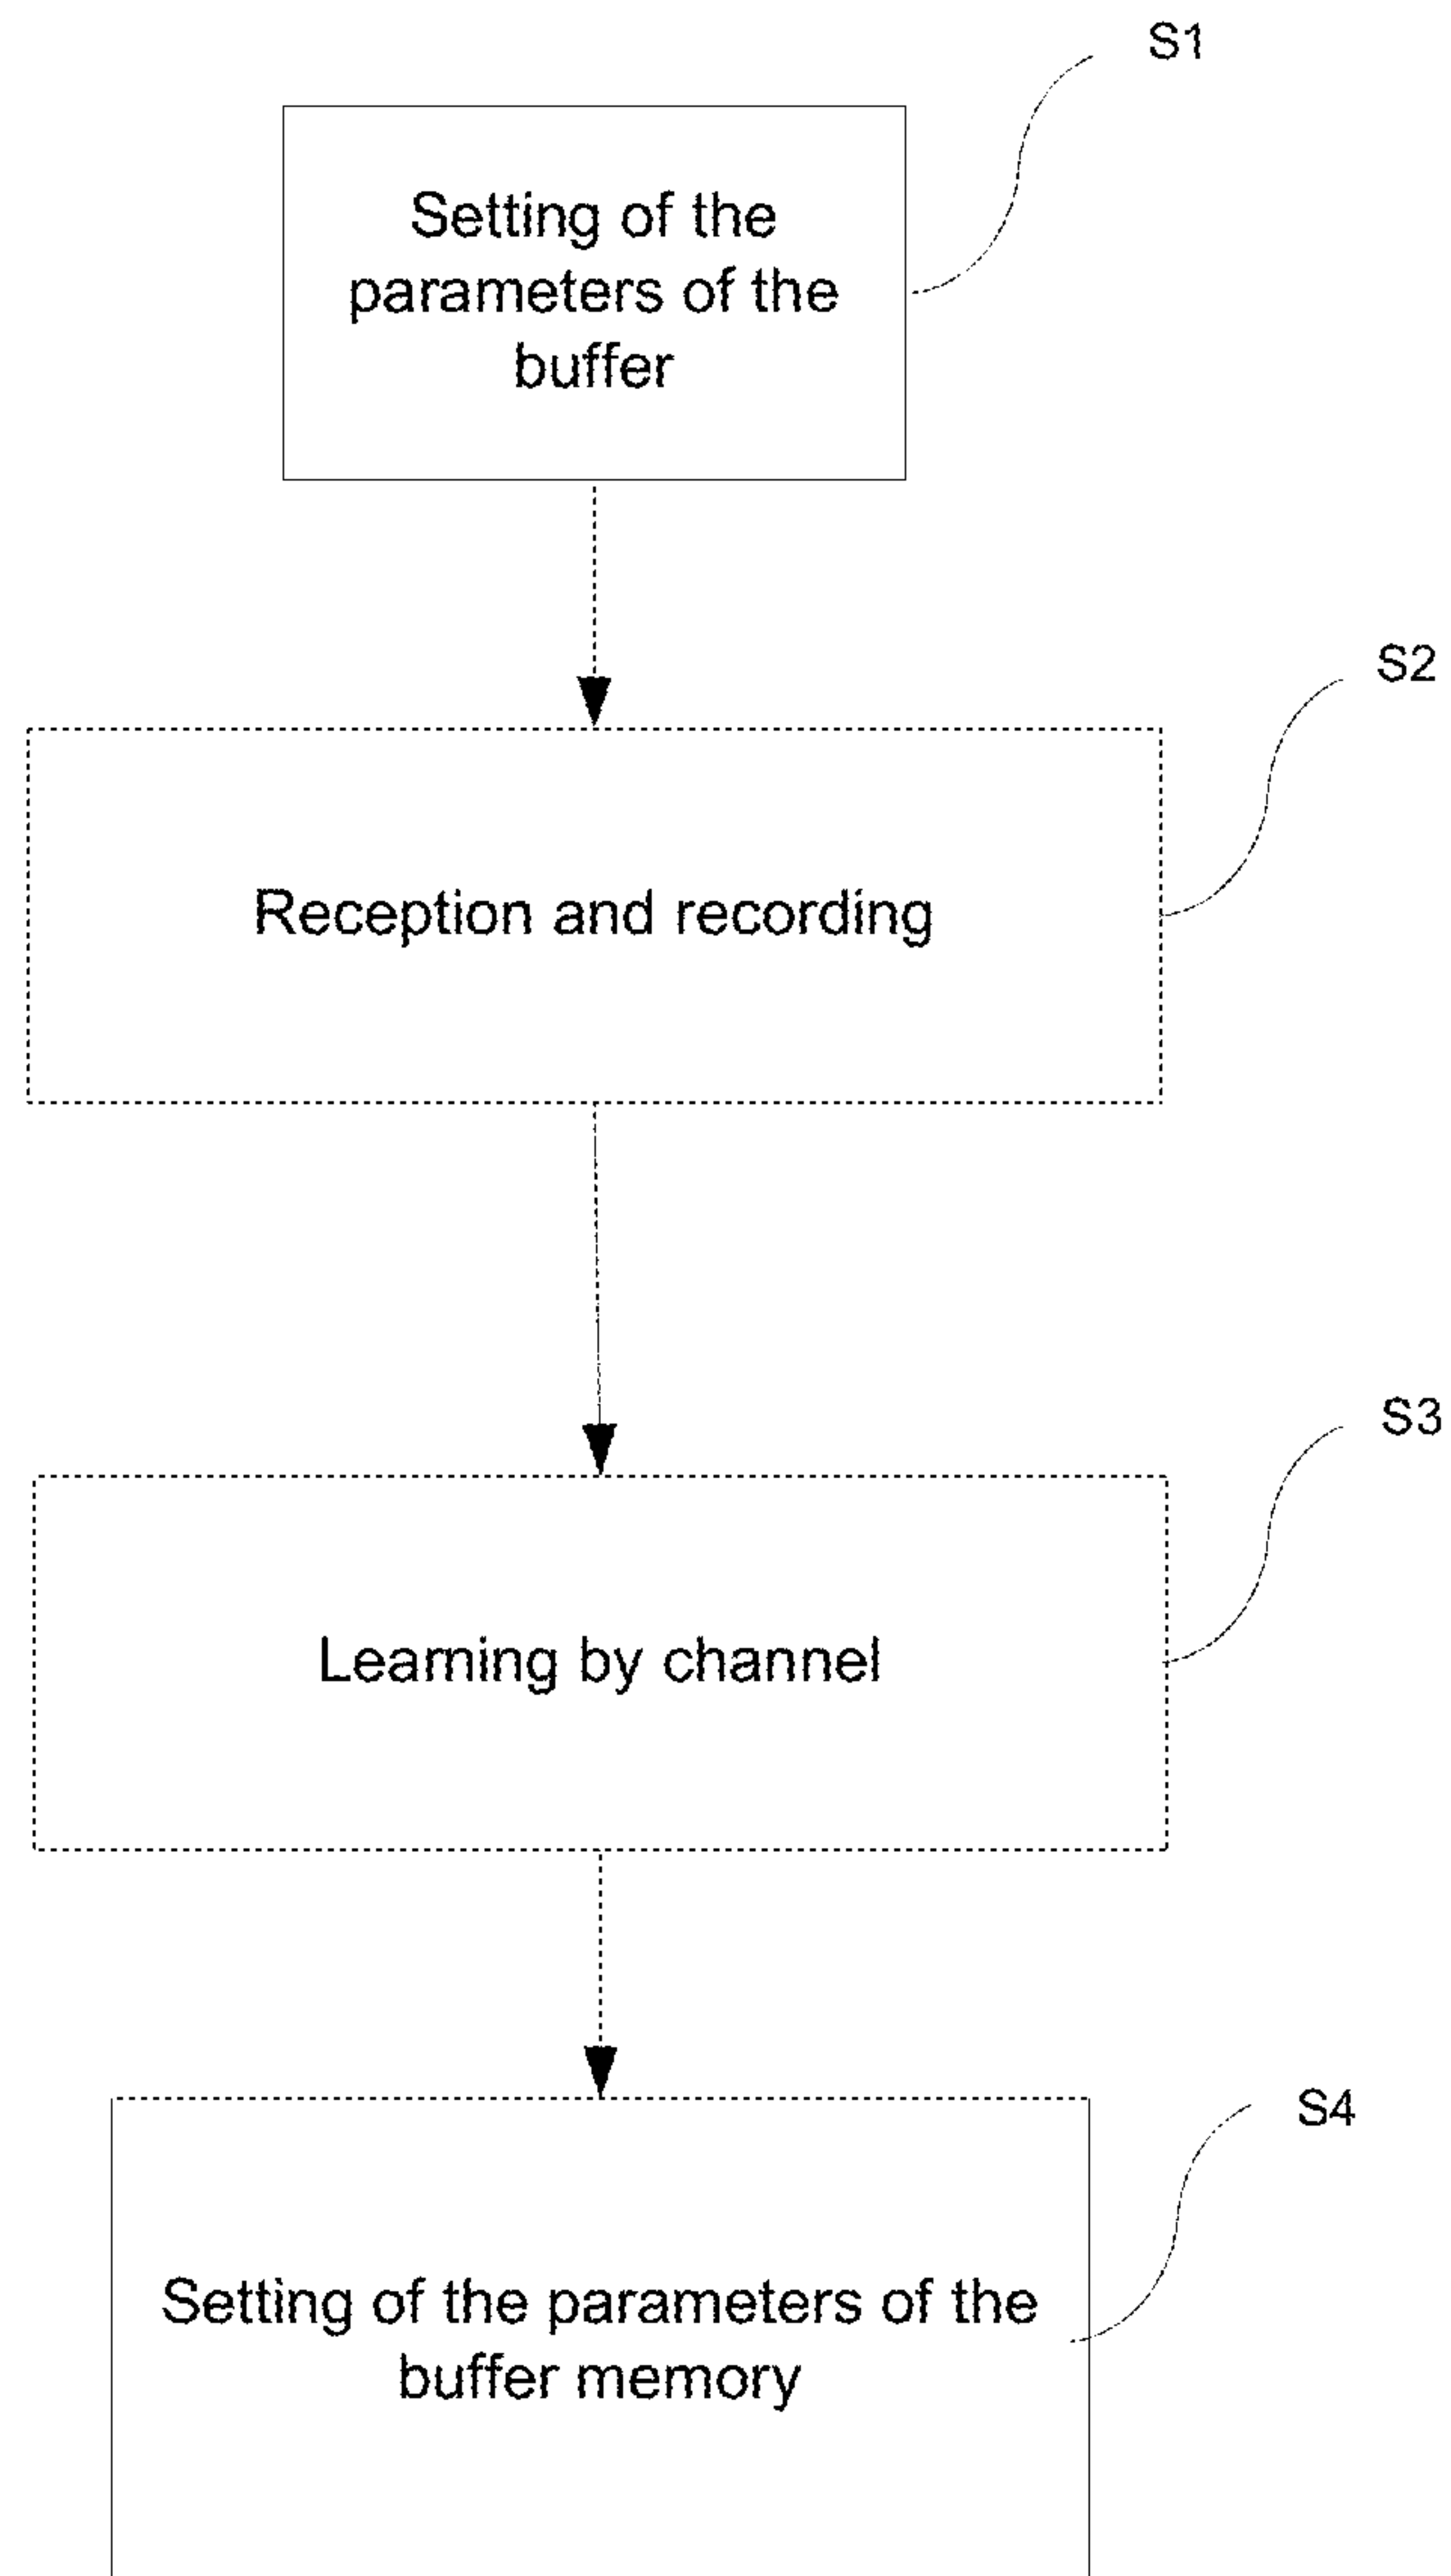 S1
Setting of the
parameters of the
buffer
S2
Reception and recording
S3
Learning by channel
S4
Setting of the parameters of the
buffer memory